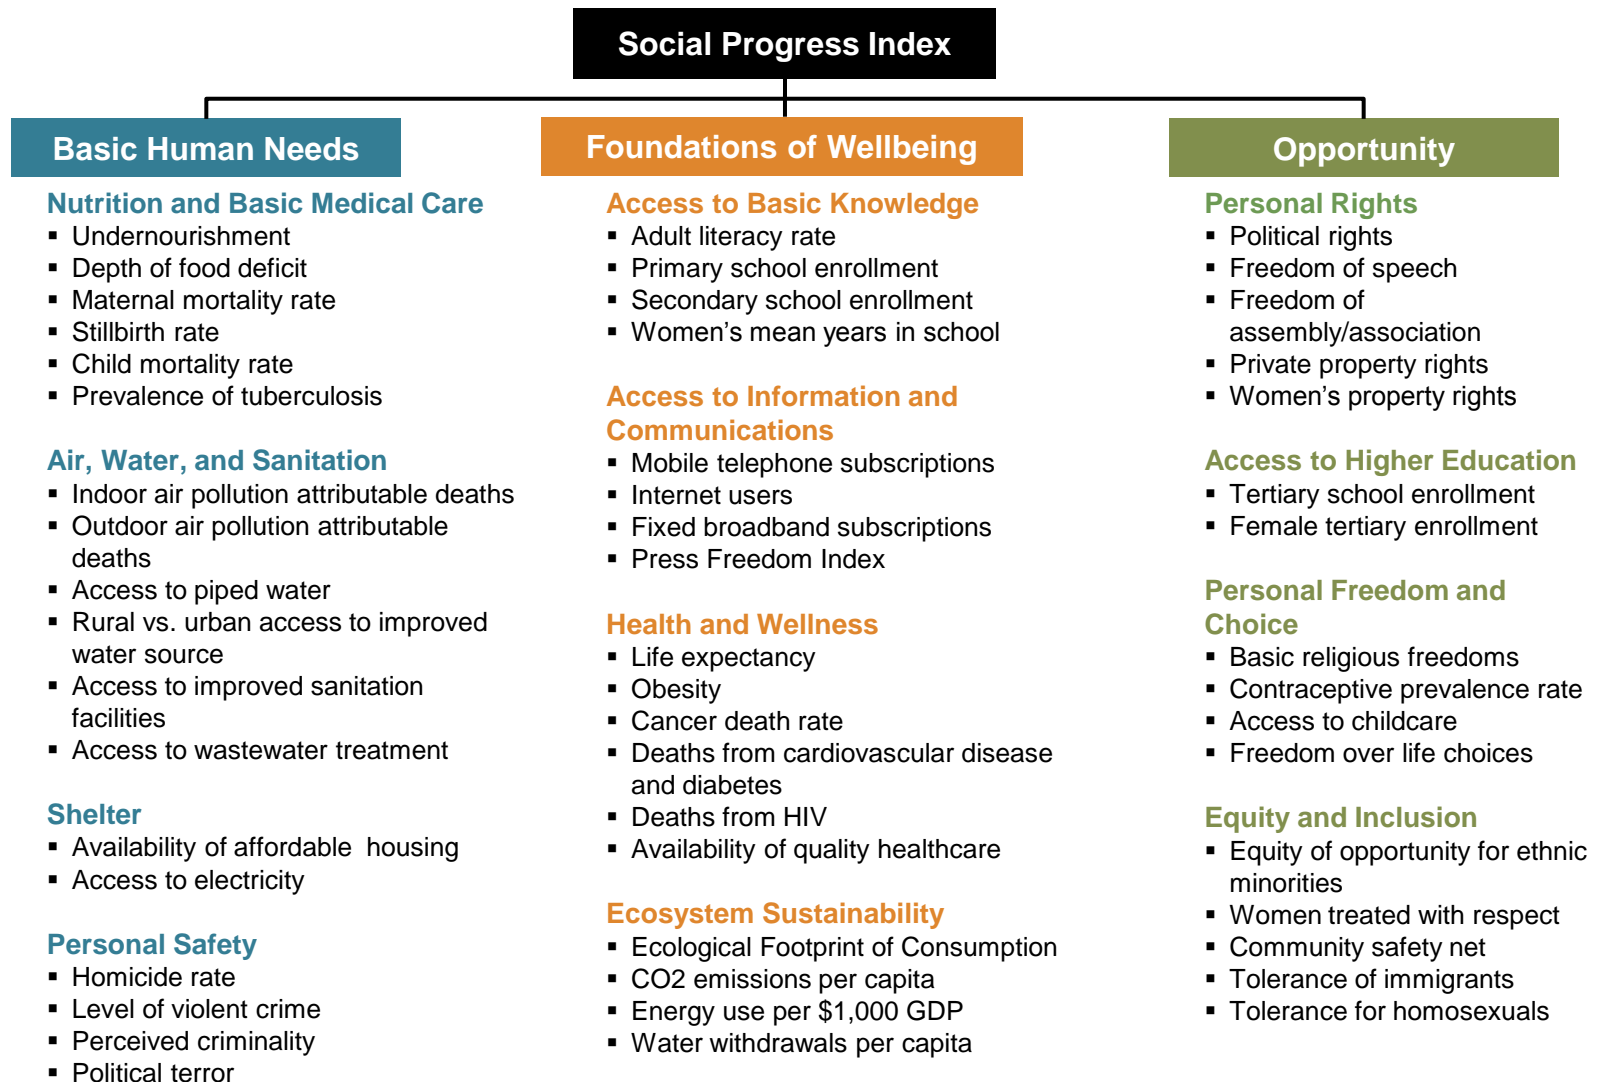 Social Progress Index
Basic Human Needs
Nutrition and Basic Medical Care
▪ Undernourishment
▪ Depth of food deficit
▪ Maternal mortality rate
▪ Stillbirth rate
▪ Child mortality rate
▪ Prevalence of tuberculosis
Air, Water, and Sanitation
▪ Indoor air pollution attributable deaths
▪ Outdoor air pollution attributable
deaths
▪ Access to piped water
▪ Rural vs. urban access to improved
water source
▪ Access to improved sanitation
facilities
▪ Access to wastewater treatment
Shelter
▪ Availability of affordable  housing
▪ Access to electricity
Personal Safety
▪ Homicide rate
▪ Level of violent crime
▪ Perceived criminality
▪ Political terror
Foundations of Wellbeing
Access to Basic Knowledge
▪ Adult literacy rate
▪ Primary school enrollment
▪ Secondary school enrollment
▪ Women’s mean years in school
Access to Information and
Communications
▪ Mobile telephone subscriptions
▪ Internet users
▪ Fixed broadband subscriptions
▪ Press Freedom Index
Health and Wellness
▪ Life expectancy
▪ Obesity
▪ Cancer death rate
▪ Deaths from cardiovascular disease
and diabetes
▪ Deaths from HIV
▪ Availability of quality healthcare
Ecosystem Sustainability
▪ Ecological Footprint of Consumption
▪ CO2 emissions per capita
▪ Energy use per $1,000 GDP
▪ Water withdrawals per capita
Opportunity
Personal Rights
▪ Political rights
▪ Freedom of speech
▪ Freedom of
assembly/association
▪ Private property rights
▪ Women’s property rights
Access to Higher Education
▪ Tertiary school enrollment
▪ Female tertiary enrollment
Personal Freedom and
Choice
▪ Basic religious freedoms
▪ Contraceptive prevalence rate
▪ Access to childcare
▪ Freedom over life choices
Equity and Inclusion
▪ Equity of opportunity for ethnic
minorities
▪ Women treated with respect
▪ Community safety net
▪ Tolerance of immigrants
▪ Tolerance for homosexuals